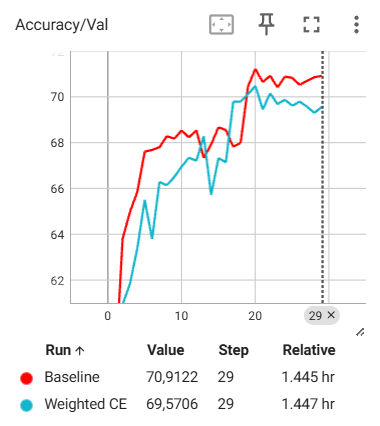 Accuracy/Val
70
68
66
64
62
0 10 20 29 ×
Run ↑ Value Step Relative
Baseline 70,9122 29 1.445 hr
Weighted CE 69,5706 29 1.447 hr